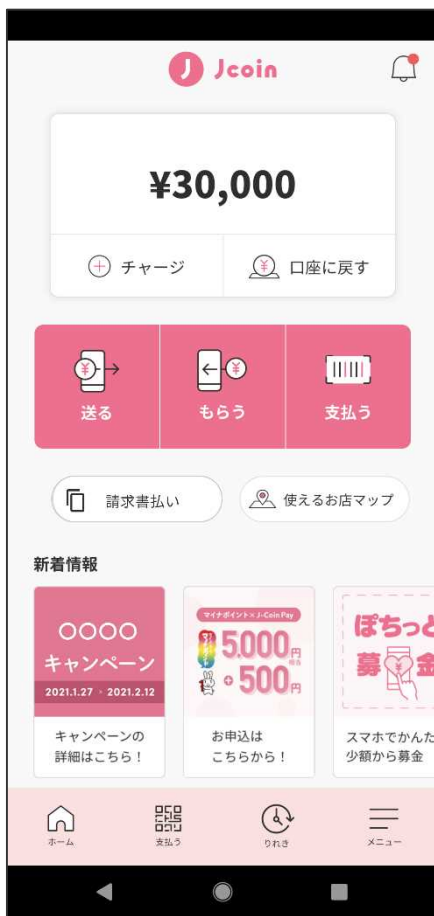 J Jcoin
¥30,000
チャージ
口座に戻す
送る
もらう
支払う
請求書払い
使えるお店マップ
新着情報
○○○○
キャンペーン
2021.1.27 - 2021.2.12
キャンペーンの
詳細はこちら！
マイナポイント× J-Coin Pay
5,000円
相当
+500円
お申込は
こちらから！
ぽちっと
募¥金
スマホでかんた
少額から募金
ホーム
支払う
りれき
メニュー